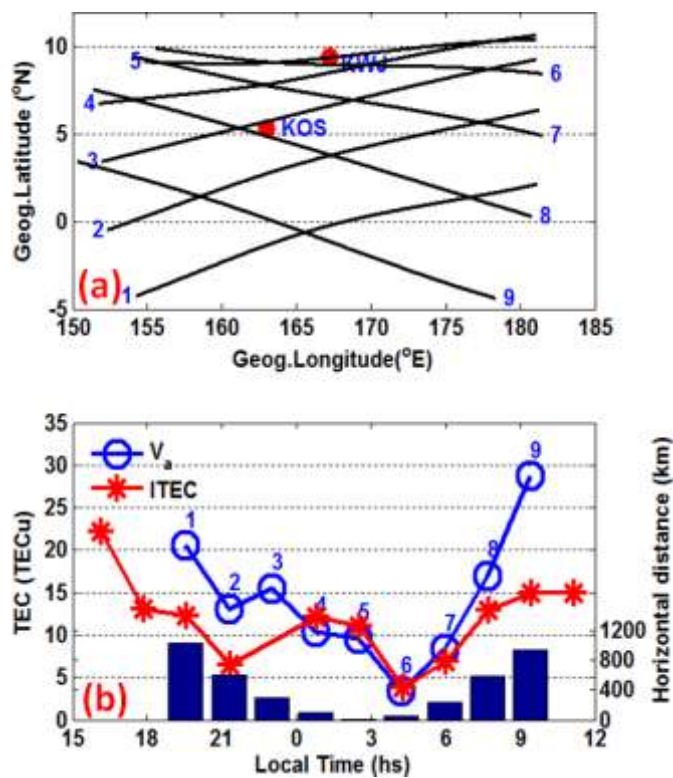 10
5
0
-5
Geog.Latitude (°N)
5
4
3
2
1
KWJ
KOS
6
7
8
9
(a)
150 155 160 165 170 175 180 185
Geog.Longitude(°E)
35
30
25
20
15
10
5
0
TEC (TECu)
Va
ITEC
1
2
3
4
5
6
7
8
9
1200
800
400
0
Horizontal distance (km)
(b)
15 18 21 0 3 6 9 12
Local Time (hs)